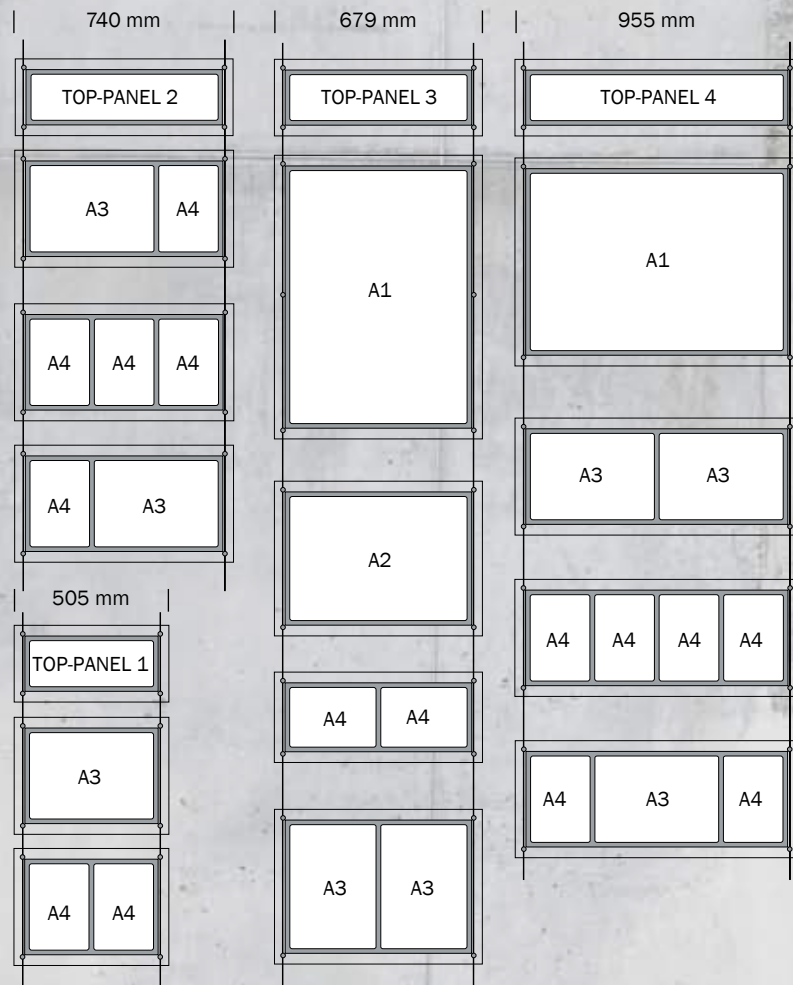 740 mm
TOP-PANEL 2
A3 A4
A4 A4 A4
A4 A3
505 mm
TOP-PANEL 1
A3
A4 A4
679 mm
TOP-PANEL 3
A1
A2
A4 A4
A3 A3
955 mm
TOP-PANEL 4
A1
A3 A3
A4 A4 A4 A4
A4 A3 A4